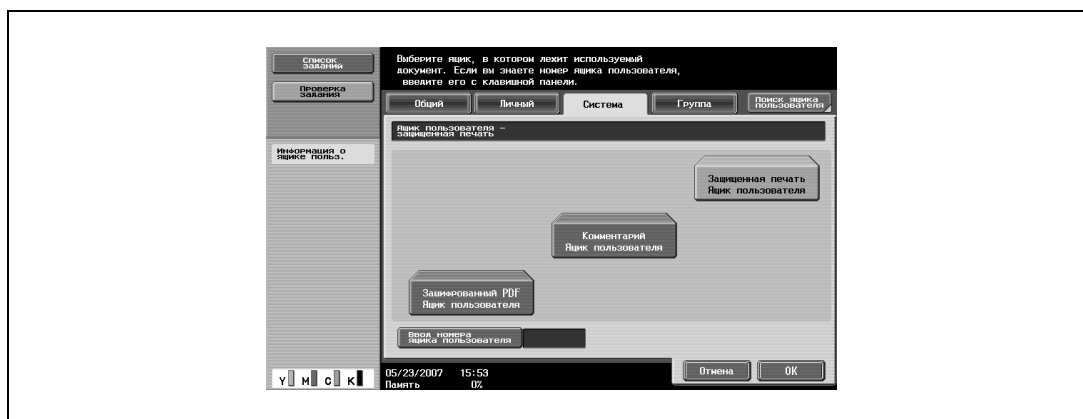 Список
заданий
Проверка
задания
Выберите ящик, в котором лежит используемый
документ. Если вы знаете номер ящика пользователя,
введите его с клавишной панели.
Общий
Личный
Система
Группа
Поиск ящика
пользователя
Ящик пользователя –
защищенная печать
Информация о
ящике польз.
Защищенная печать
Ящик пользователя
Комментарий
Ящик пользователя
Зашифрованный PDF
Ящик пользователя
Ввод номера
ящика пользователя
Y M C K
05/23/2007 15:53
Память 0%
Отмена
OK